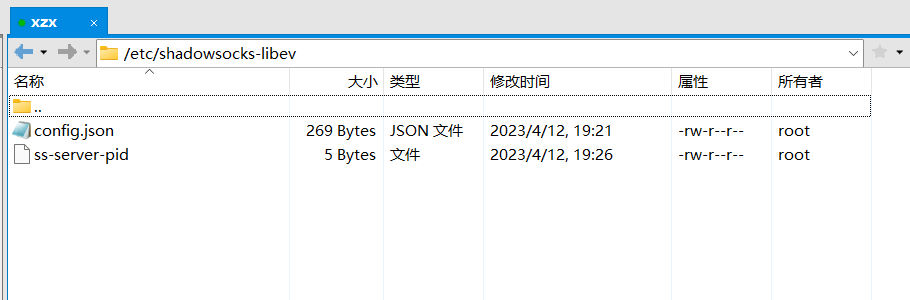 xzx
/etc/shadowsocks-libev
名称 大小 类型 修改时间 属性 所有者
..
config.json 269 Bytes JSON 文件 2023/4/12, 19:21 -rw-r--r-- root
ss-server-pid 5 Bytes 文件 2023/4/12, 19:26 -rw-r--r-- root